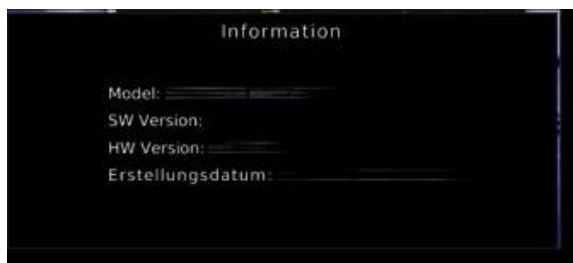 Information
Model:
SW Version:
HW Version:
Erstellungsdatum: